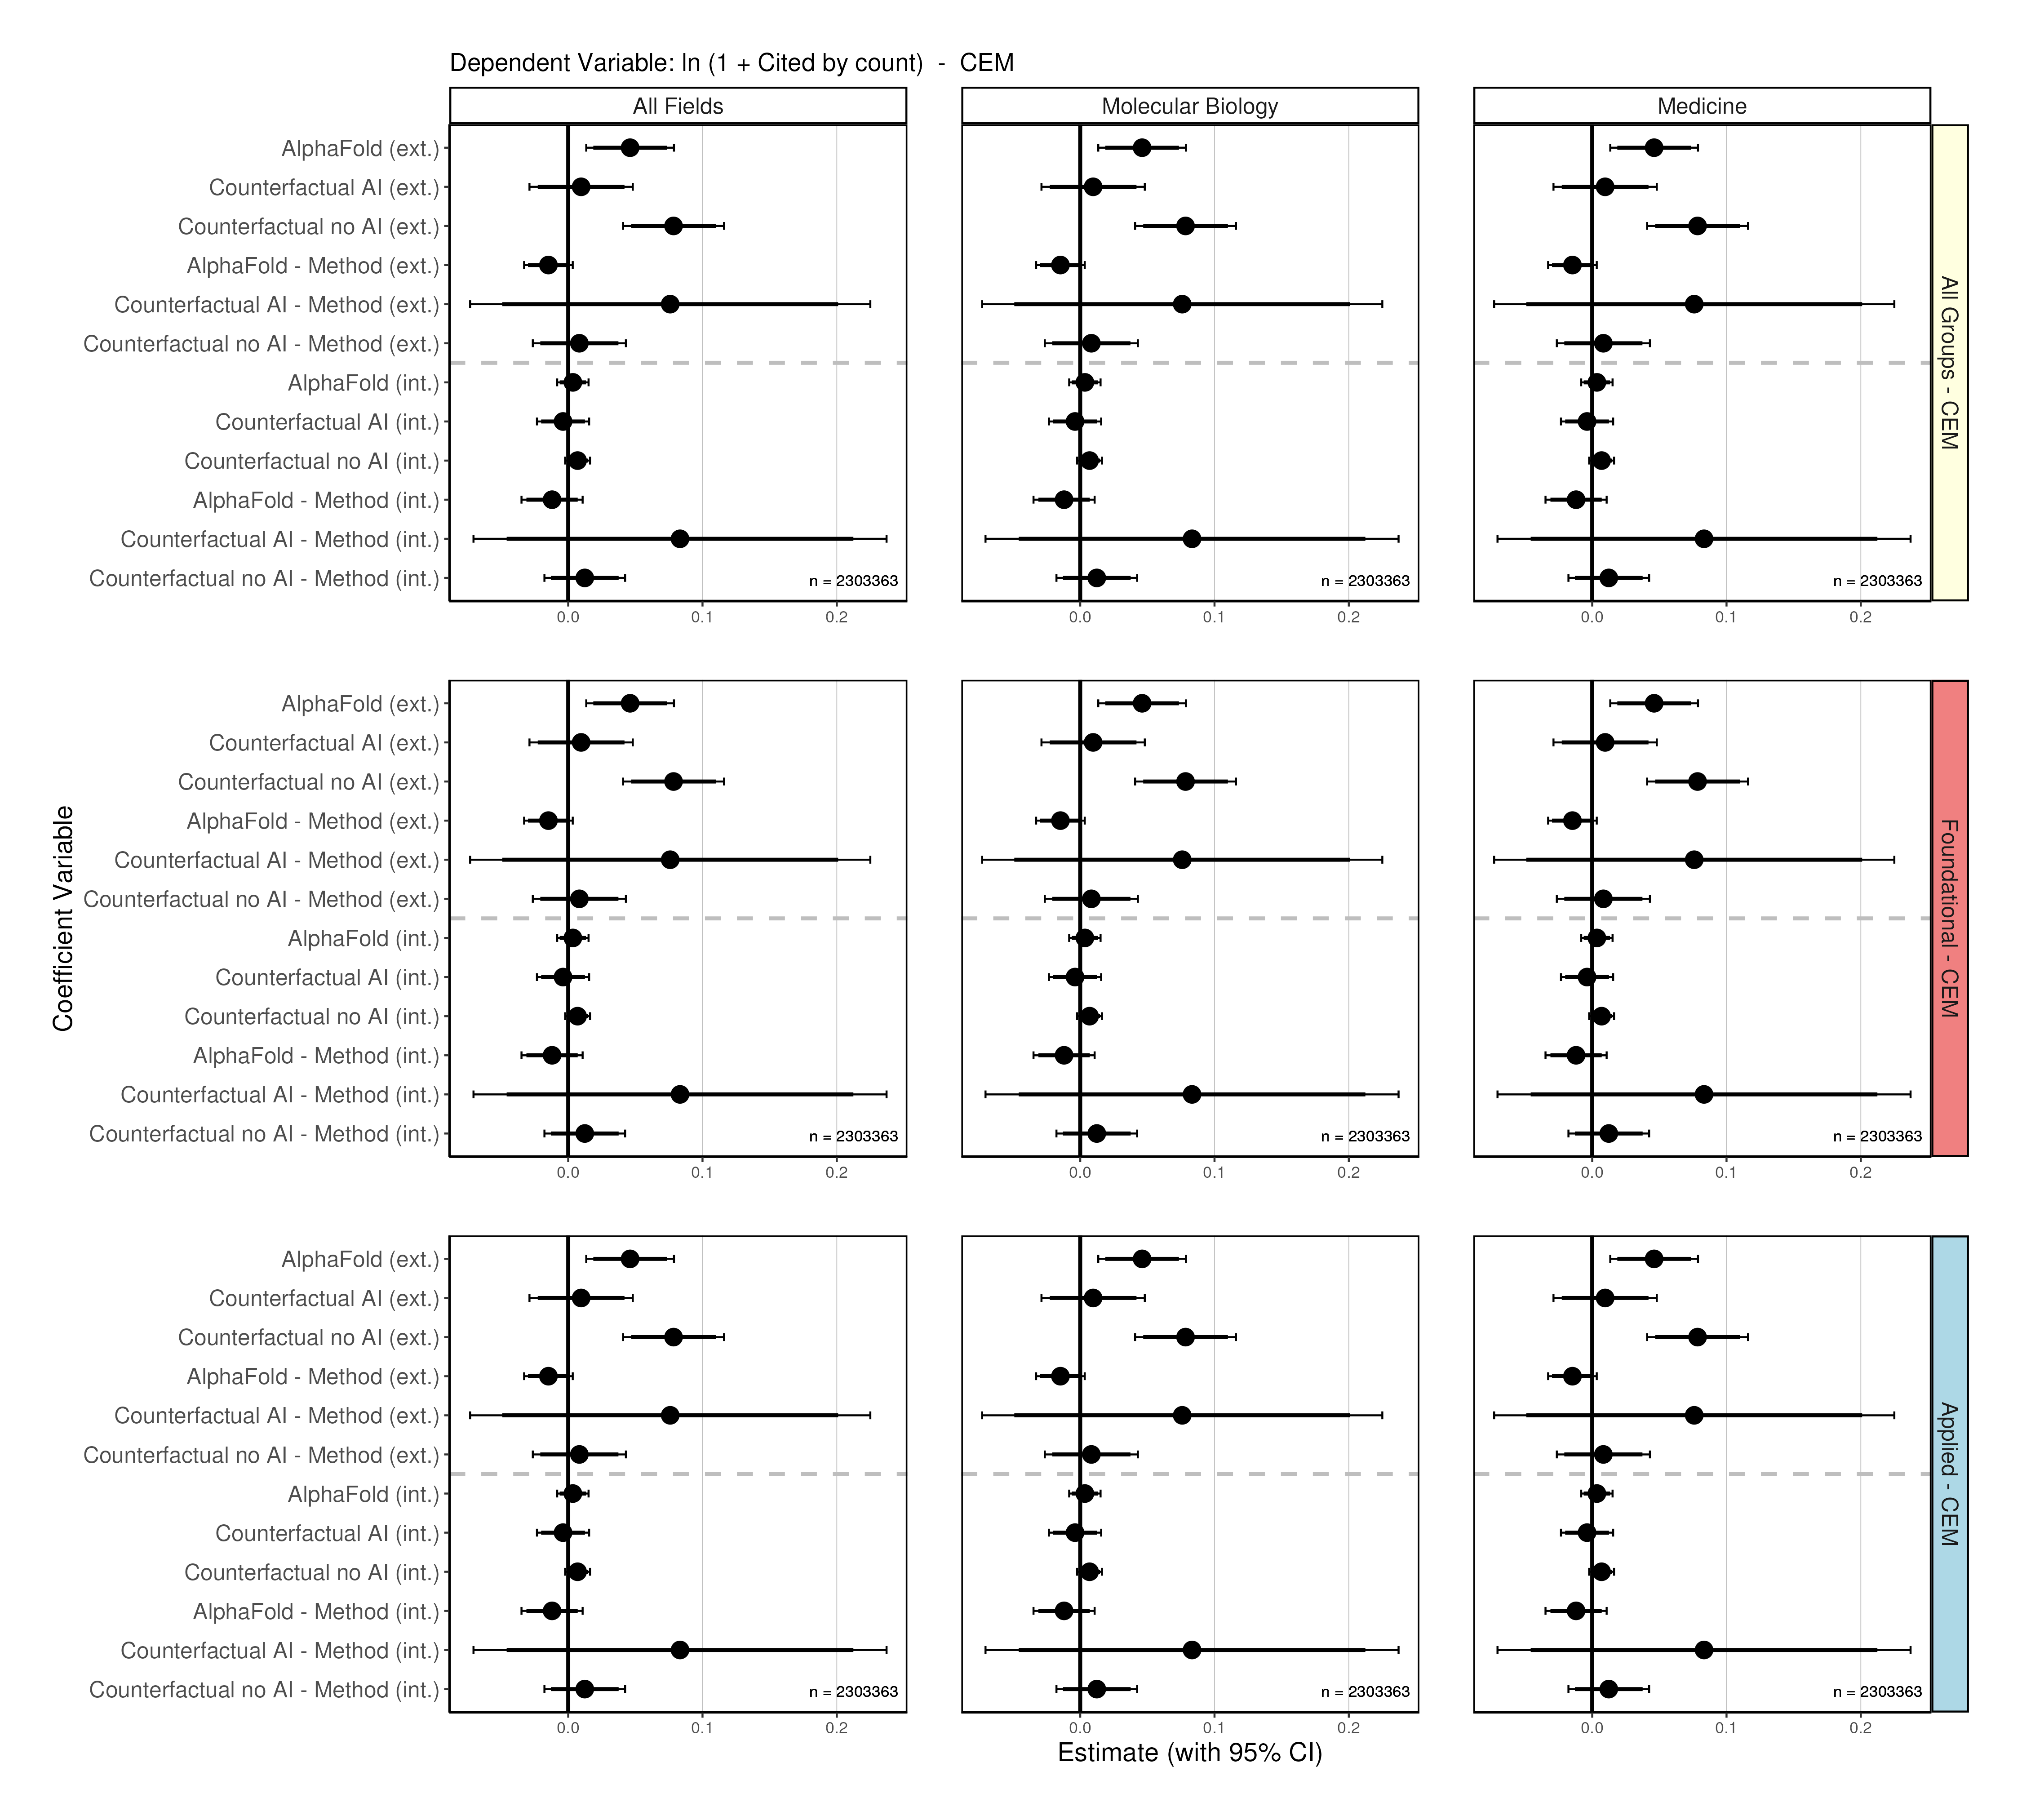 Dependent Variable: ln (1 + Cited by count)  -  CEM
All Fields
Molecular Biology
Medicine
AlphaFold (ext.)
Counterfactual AI (ext.)
Counterfactual no AI (ext.)
AlphaFold - Method (ext.)
Counterfactual AI - Method (ext.)
Counterfactual no AI - Method (ext.)
AlphaFold (int.)
Counterfactual AI (int.)
Counterfactual no AI (int.)
AlphaFold - Method (int.)
Counterfactual AI - Method (int.)
Counterfactual no AI - Method (int.)
n = 2303363
n = 2303363
n = 2303363
0.0 0.1 0.2
0.0 0.1 0.2
0.0 0.1 0.2
All Groups - CEM
Coefficient Variable
AlphaFold (ext.)
Counterfactual AI (ext.)
Counterfactual no AI (ext.)
AlphaFold - Method (ext.)
Counterfactual AI - Method (ext.)
Counterfactual no AI - Method (ext.)
AlphaFold (int.)
Counterfactual AI (int.)
Counterfactual no AI (int.)
AlphaFold - Method (int.)
Counterfactual AI - Method (int.)
Counterfactual no AI - Method (int.)
n = 2303363
n = 2303363
n = 2303363
0.0 0.1 0.2
0.0 0.1 0.2
0.0 0.1 0.2
Foundational - CEM
AlphaFold (ext.)
Counterfactual AI (ext.)
Counterfactual no AI (ext.)
AlphaFold - Method (ext.)
Counterfactual AI - Method (ext.)
Counterfactual no AI - Method (ext.)
AlphaFold (int.)
Counterfactual AI (int.)
Counterfactual no AI (int.)
AlphaFold - Method (int.)
Counterfactual AI - Method (int.)
Counterfactual no AI - Method (int.)
n = 2303363
n = 2303363
n = 2303363
0.0 0.1 0.2
0.0 0.1 0.2
0.0 0.1 0.2
Applied - CEM
Estimate (with 95% CI)